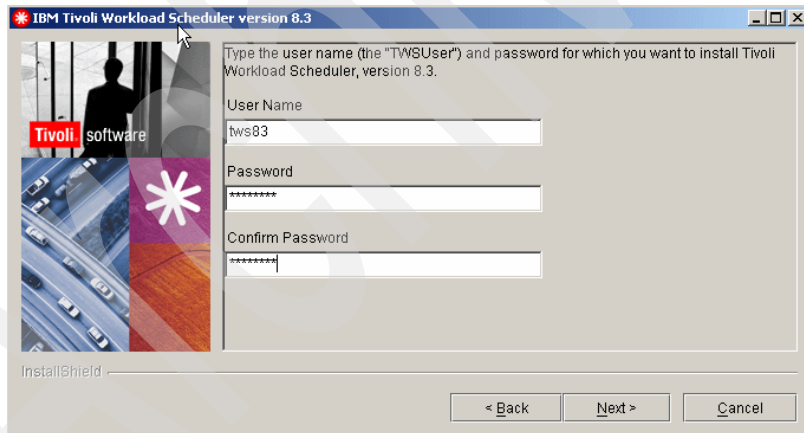 IBM Tivoli Workload Scheduler version 8.3
Type the user name (the "TWSUser") and password for which you want to install Tivoli
Workload Scheduler, version 8.3.
User Name
tws83
Tivoli. software
Password
********
Confirm Password
********
InstallShield
< Back Next > Cancel